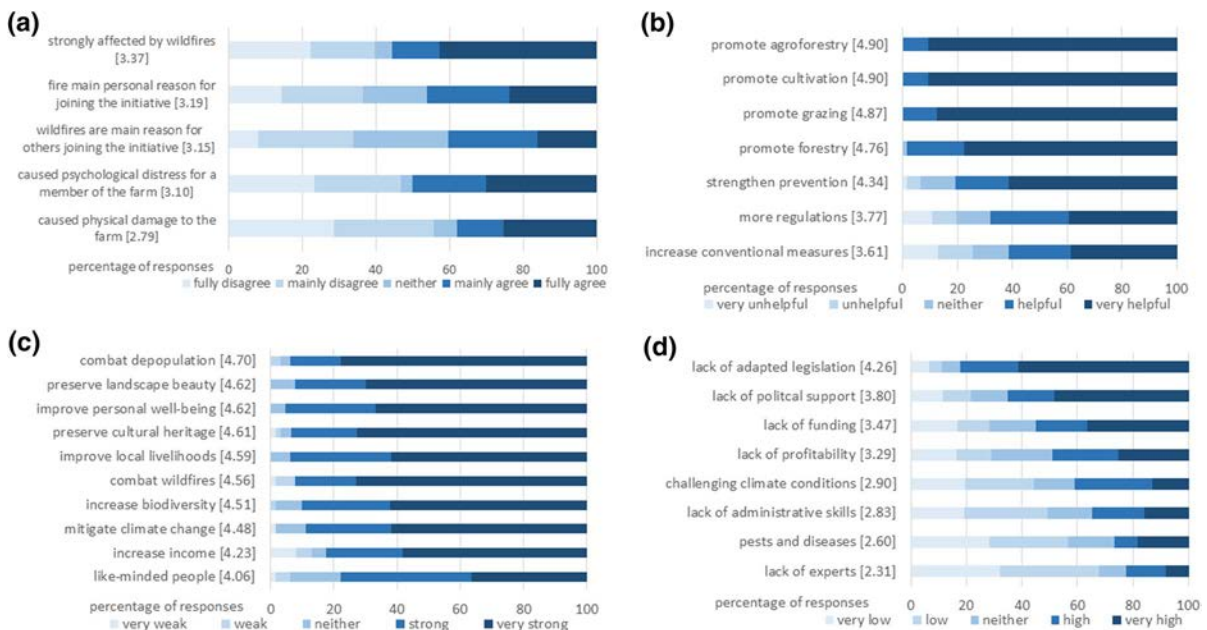 (a)
strongly affected by wildfires
[3.37]
fire main personal reason for
joining the initiative [3.19]
wildfires are main reason for
others joining the initiative [3.15]
caused psychological distress for a
member of the farm [3.10]
caused physical damage to the
farm [2.79]
percentage of responses
0 20 40 60 80 100
fully disagree mainly disagree neither mainly agree fully agree
(b)
promote agroforestry [4.90]
promote cultivation [4.90]
promote grazing [4.87]
promote forestry [4.76]
strengthen prevention [4.34]
more regulations [3.77]
increase conventional measures [3.61]
percentage of responses
0 20 40 60 80 100
very unhelpful unhelpful neither helpful very helpful
(c)
combat depopulation [4.70]
preserve landscape beauty [4.62]
improve personal well-being [4.62]
preserve cultural heritage [4.61]
improve local livelihoods [4.59]
combat wildfires [4.56]
increase biodiversity [4.51]
mitigate climate change [4.48]
increase income [4.23]
like-minded people [4.06]
percentage of responses
0 20 40 60 80 100
very weak weak neither strong very strong
(d)
lack of adapted legislation [4.26]
lack of politcal support [3.80]
lack of funding [3.47]
lack of profitability [3.29]
challenging climate conditions [2.90]
lack of administrative skills [2.83]
pests and diseases [2.60]
lack of experts [2.31]
percentage of responses
0 20 40 60 80 100
very low low neither high very high